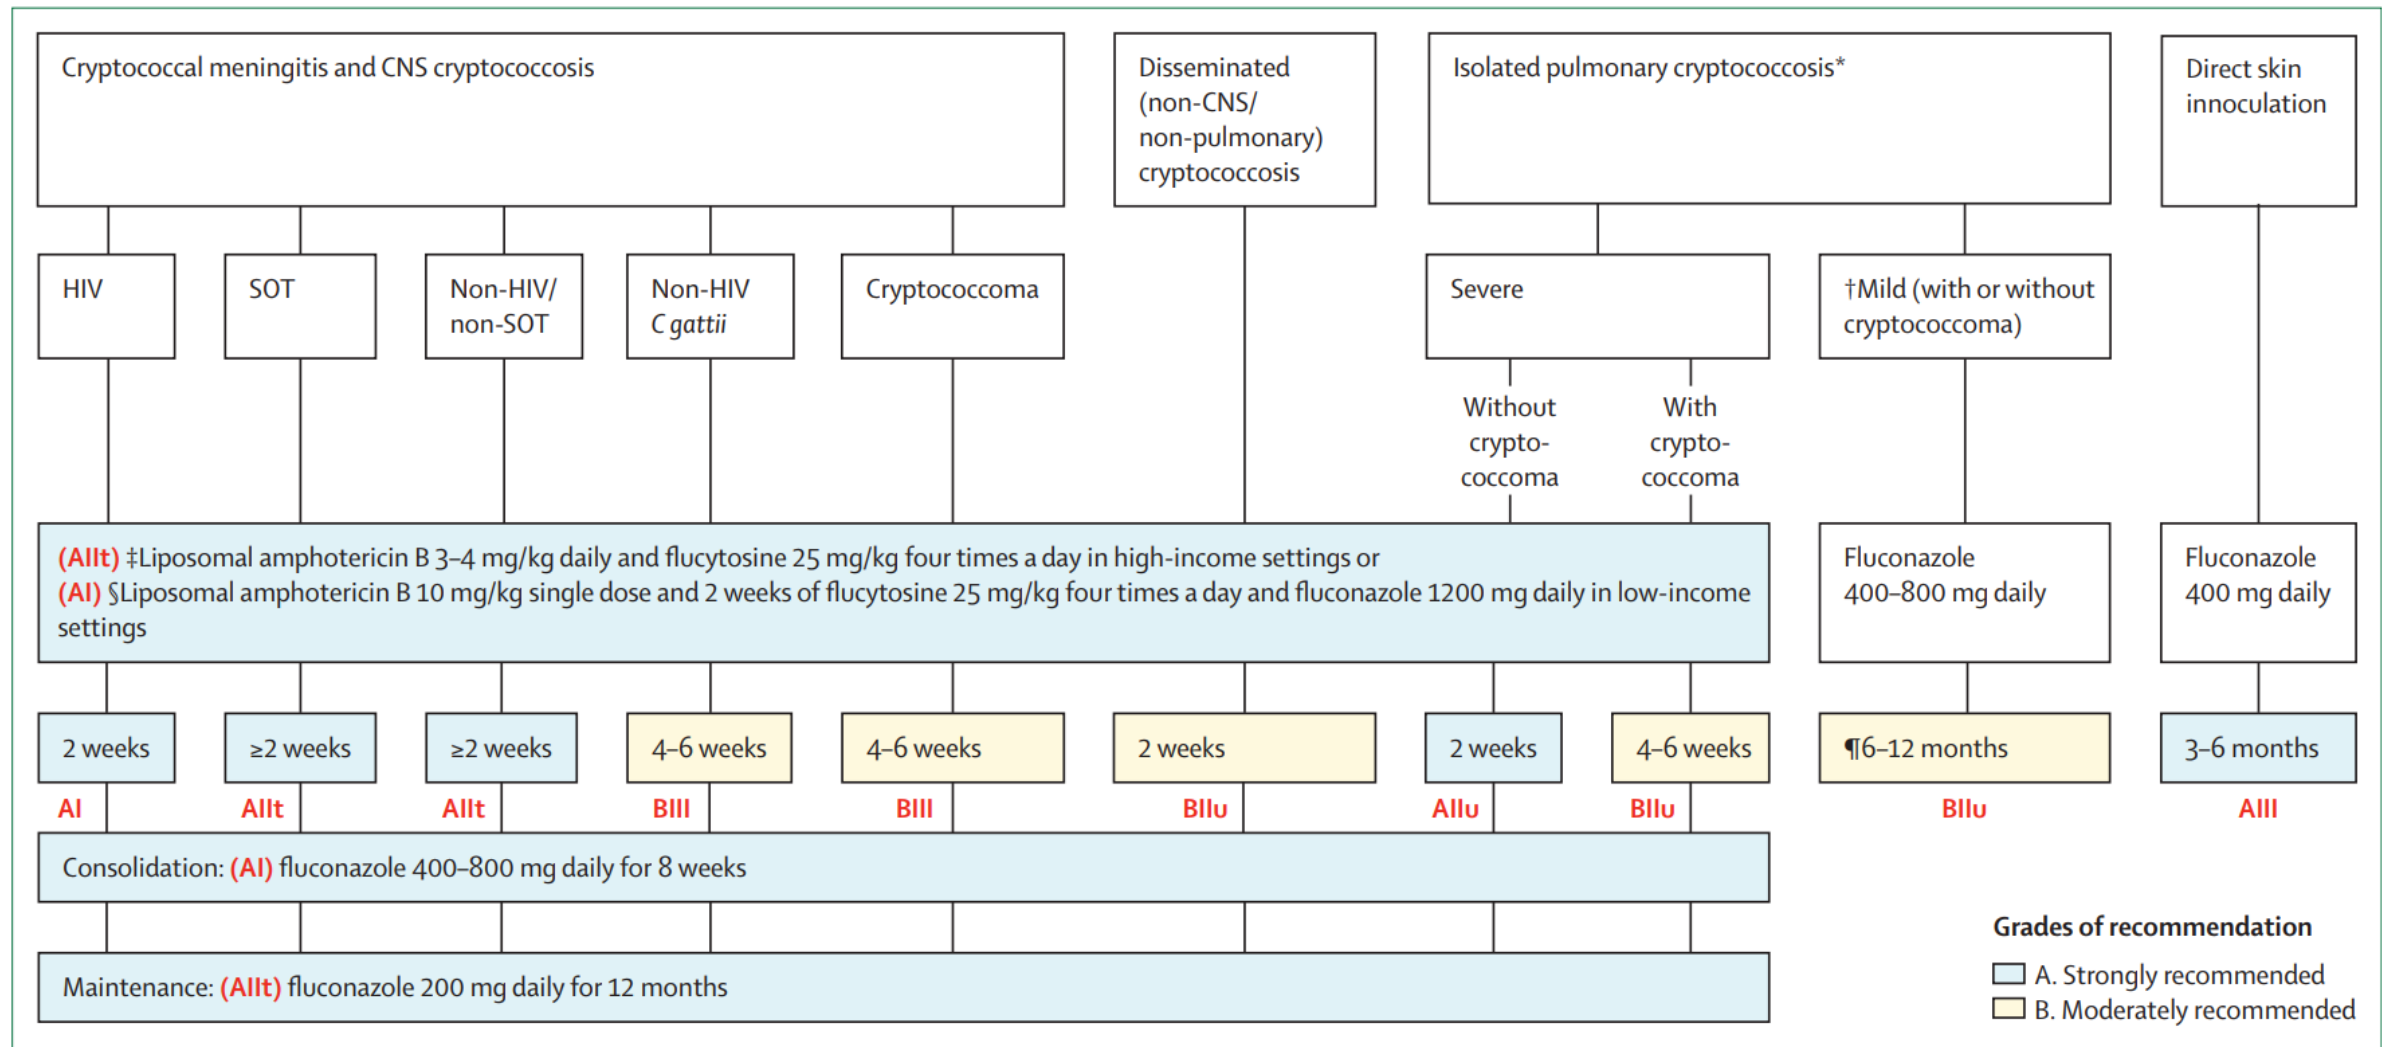 Cryptococcal meningitis and CNS cryptococcosis
Disseminated
(non-CNS/
non-pulmonary)
cryptococcosis
Isolated pulmonary cryptococcosis*
Direct skin
innoculation
HIV
SOT
Non-HIV/
non-SOT
Non-HIV
C gattii
Cryptococcoma
Severe
†Mild (with or without
cryptococcoma)
Without
crypto-
coccoma
With
crypto-
coccoma
(AIIt) ‡Liposomal amphotericin B 3–4 mg/kg daily and flucytosine 25 mg/kg four times a day in high-income settings or
(AI) §Liposomal amphotericin B 10 mg/kg single dose and 2 weeks of flucytosine 25 mg/kg four times a day and fluconazole 1200 mg daily in low-income
settings
Fluconazole
400–800 mg daily
Fluconazole
400 mg daily
2 weeks
≥2 weeks
≥2 weeks
4–6 weeks
4–6 weeks
2 weeks
2 weeks
4–6 weeks
¶6–12 months
3–6 months
AI
AIIt
AIIt
BIII
BIII
BIIu
AIIu
BIIu
BIIu
AIII
Consolidation: (AI) fluconazole 400–800 mg daily for 8 weeks
Maintenance: (AIIt) fluconazole 200 mg daily for 12 months
Grades of recommendation
A. Strongly recommended
B. Moderately recommended